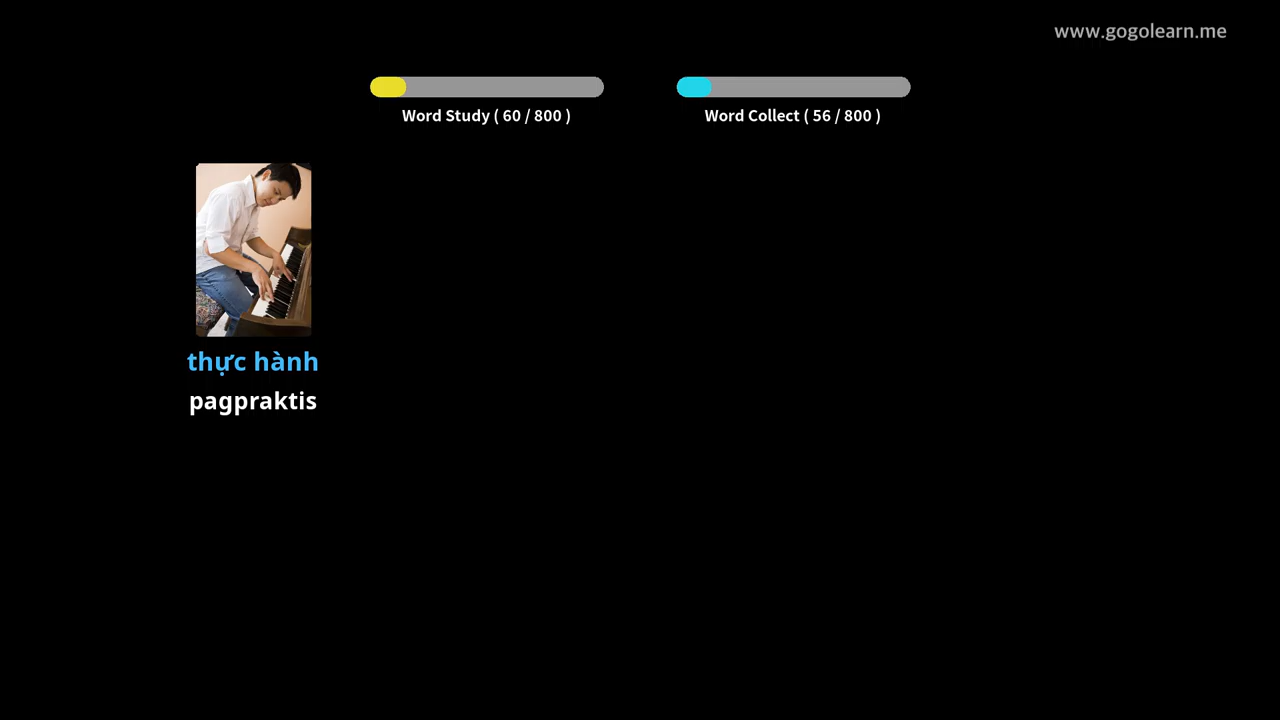 www.gogolearn.me
Word Study ( 60 / 800 )
Word Collect ( 56 / 800 )
thực hành
pagpraktis